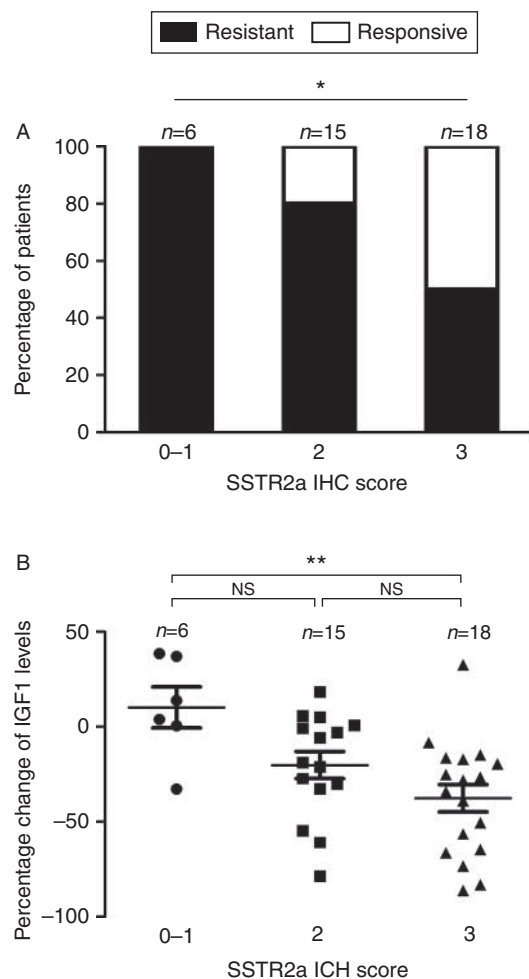 Resistant Responsive
*
A
n=6 n=15 n=18
Percentage of patients
100
80
60
40
20
0
0–1 2 3
SSTR2a IHC score
B
**
NS NS
n=6 n=15 n=18
Percentage change of IGF1 levels
50
0
−50
−100
0–1 2 3
SSTR2a ICH score